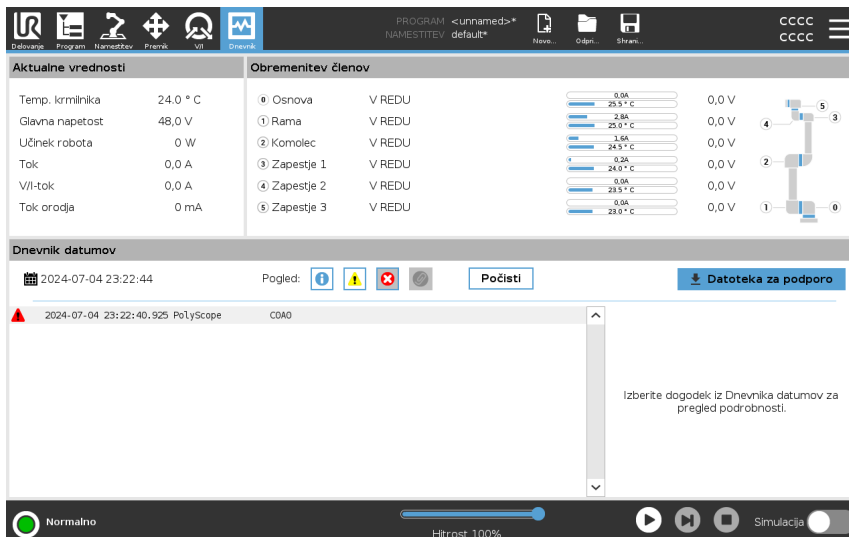 PROGRAM <unnamed>*
NAMESTITEV default*
CCCC
CCCC
Delovanje Program Namestitev Premik V/I Dnevnik Novo... Odpri... Shrani...
Aktualne vrednosti
Temp. krmilnika 24.0 ° C
Glavna napetost 48,0 V
Učinek robota 0 W
Tok 0,0 A
V/I-tok 0,0 A
Tok orodja 0 mA
Obremenitev členov
0 Osnova V REDU 0,0A 25.5 ° C 0,0 V
1 Rama V REDU 2,8A 25.0 ° C 0,0 V
2 Komolec V REDU 1,6A 24.5 ° C 0,0 V
3 Zapestje 1 V REDU 0,2A 24.0 ° C 0,0 V
4 Zapestje 2 V REDU 0,0A 23.5 ° C 0,0 V
5 Zapestje 3 V REDU 0,0A 23.0 ° C 0,0 V
5
4 3
2
1 0
Dnevnik datumov
2024-07-04 23:22:44 Pogled: Počisti Datoteka za podporo
2024-07-04 23:22:40.925 PolyScope C0A0
Izberite dogodek iz Dnevnika datumov za
pregled podrobnosti.
Normalno
Hitrost 100%
Simulacija